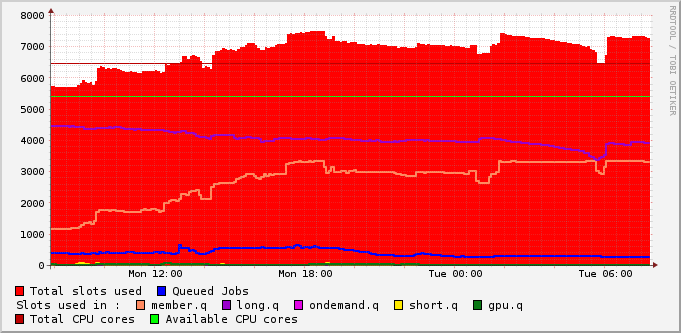 8000
7000
6000
5000
4000
3000
2000
1000
0
Mon 12:00 Mon 18:00 Tue 00:00 Tue 06:00
RRDTOOL / TOBI OETIKER
Total slots used Queued Jobs
Slots used in : member.q long.q ondemand.q short.q gpu.q
Total CPU cores Available CPU cores